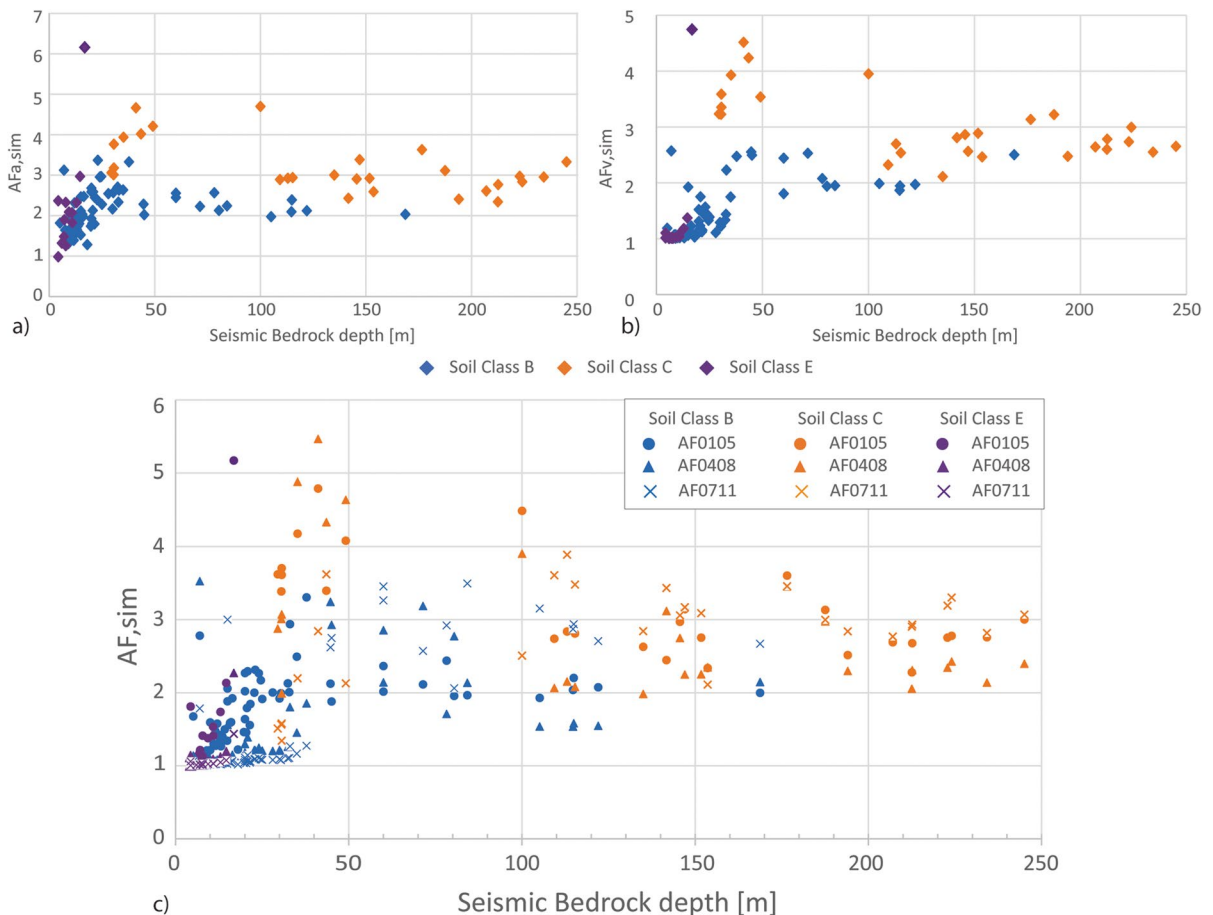 7
6
5
4
3
2
1
0
AFa,sim
0 50 100 150 200 250
Seismic Bedrock depth [m]
a)
5
4
3
2
1
0
AFv,sim
0 50 100 150 200 250
Seismic Bedrock depth [m]
b)
Soil Class B Soil Class C Soil Class E
6
5
4
3
2
1
0
AF,sim
Soil Class B Soil Class C Soil Class E
AF0105 AF0105 AF0105
AF0408 AF0408 AF0408
AF0711 AF0711 AF0711
0 50 100 150 200 250
Seismic Bedrock depth [m]
c)